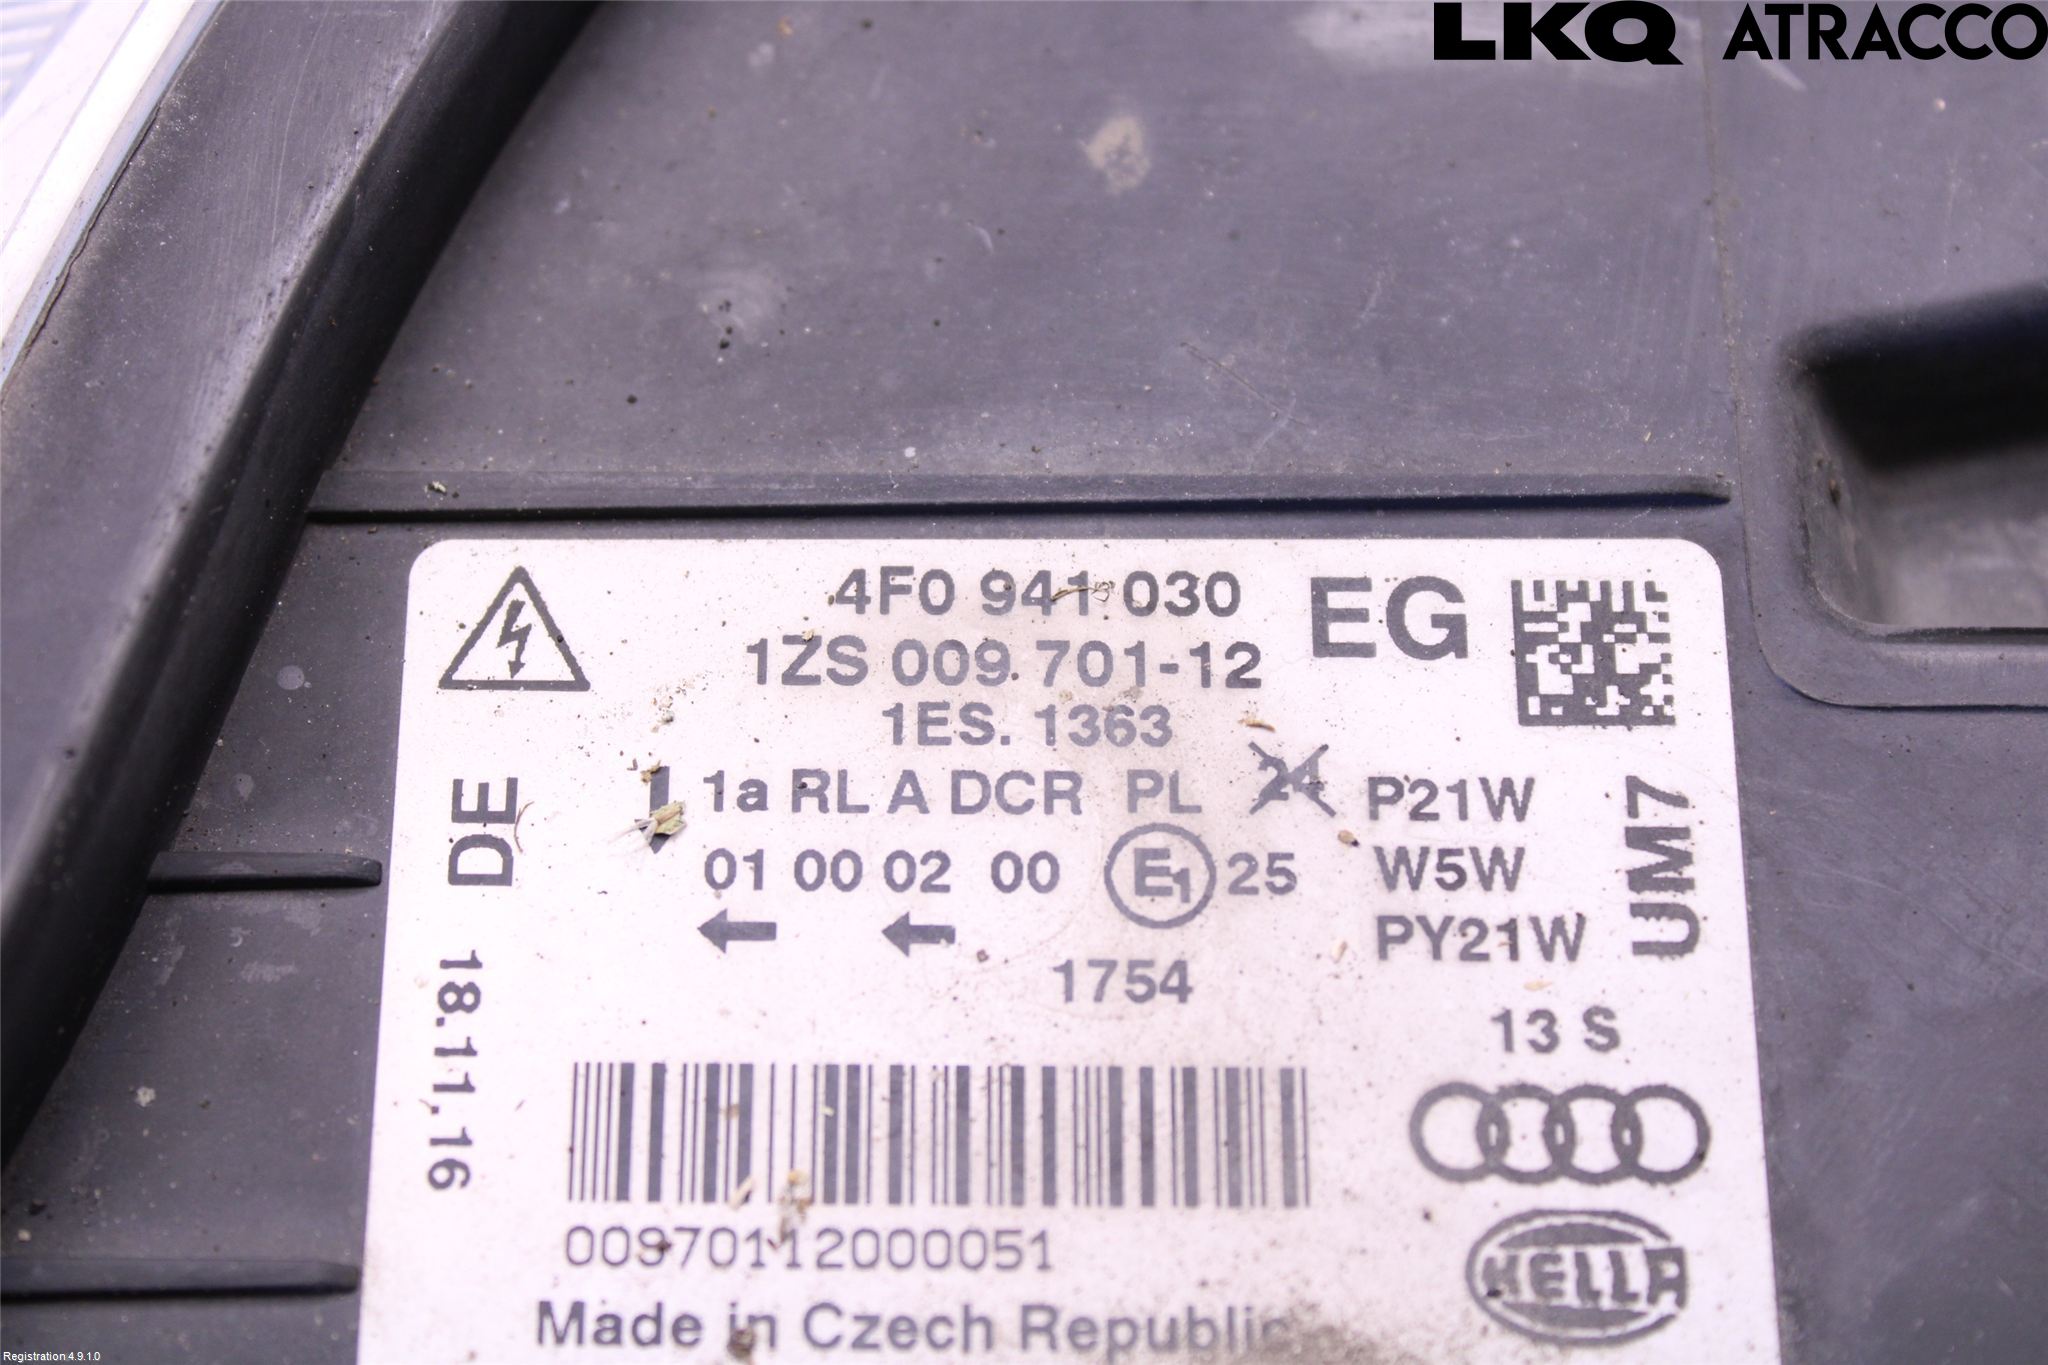 LKQ ATRACCO
4F0 941 030 EG
1ZS 009 701-12
1ES. 1363
1a RL A DCR PL 24 P21W
01 00 02 00 E1 25 W5W
PY21W
1754
UM7
DE
18.11.16
13 S
00970112000051
HELLA
Made in Czech Republic
Registration 4.9.1.0